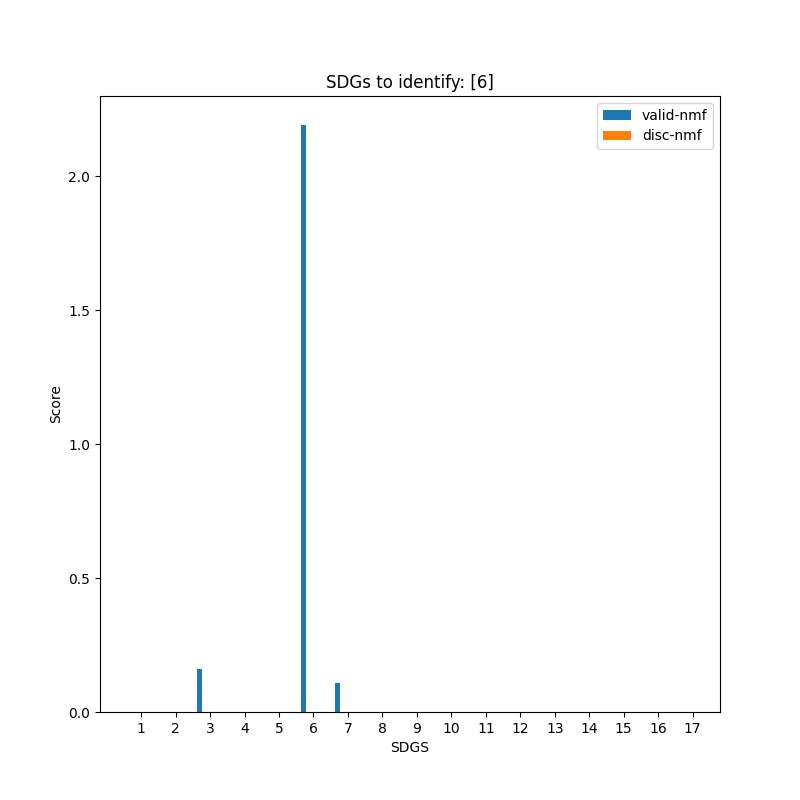 SDGs to identify: [6]
valid-nmf
disc-nmf
2.0
1.5
1.0
0.5
0.0
Score
1 2 3 4 5 6 7 8 9 10 11 12 13 14 15 16 17
SDGS